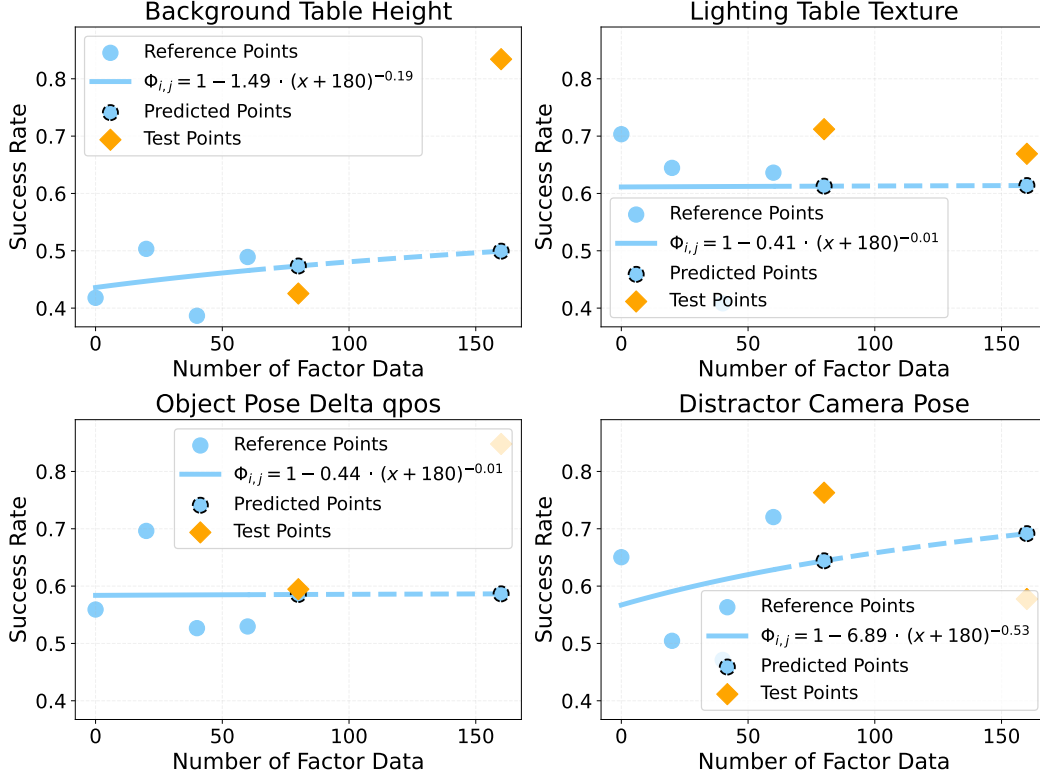 Background Table Height
Success Rate
0.8
0.7
0.6
0.5
0.4
Reference Points
Φi,j = 1 − 1.49 · (x + 180)^−0.19
Predicted Points
Test Points
0 50 100 150
Number of Factor Data
Lighting Table Texture
Success Rate
0.8
0.7
0.6
0.5
0.4
Reference Points
Φi,j = 1 − 0.41 · (x + 180)^−0.01
Predicted Points
Test Points
0 50 100 150
Number of Factor Data
Object Pose Delta qpos
Success Rate
0.8
0.7
0.6
0.5
0.4
Reference Points
Φi,j = 1 − 0.44 · (x + 180)^−0.01
Predicted Points
Test Points
0 50 100 150
Number of Factor Data
Distractor Camera Pose
Success Rate
0.8
0.7
0.6
0.5
0.4
Reference Points
Φi,j = 1 − 6.89 · (x + 180)^−0.53
Predicted Points
Test Points
0 50 100 150
Number of Factor Data